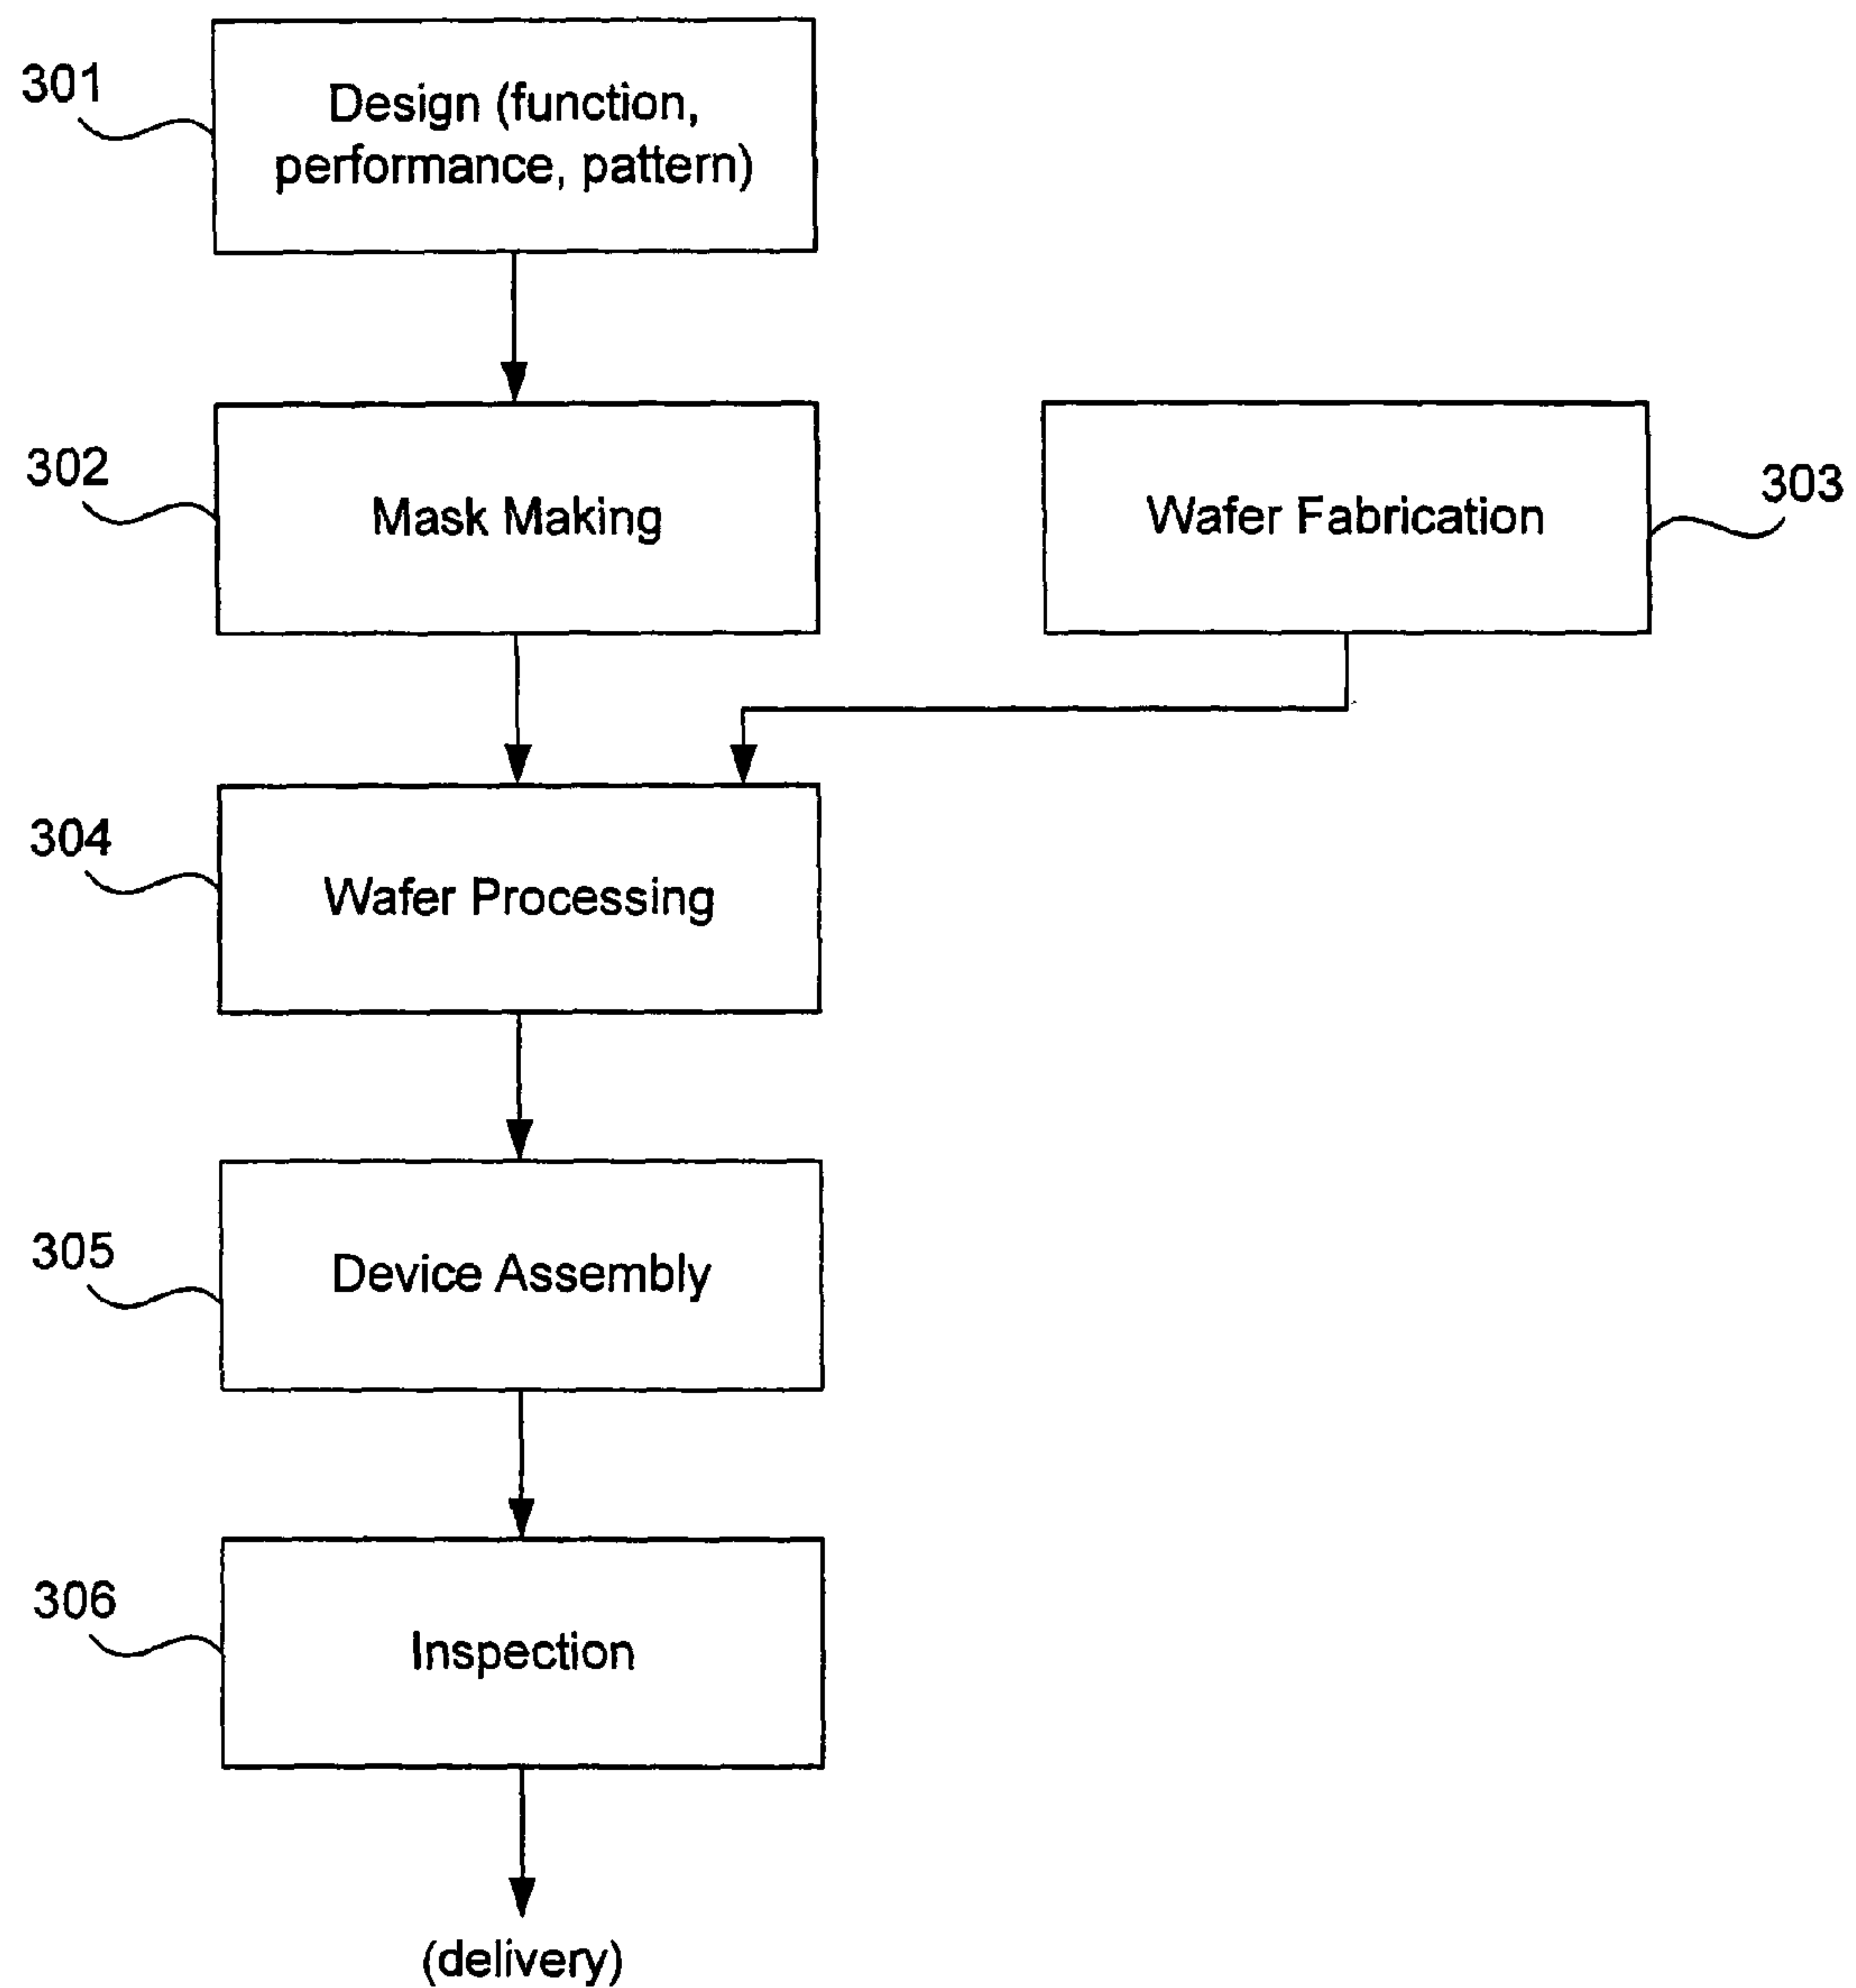 301
Design (function,
performance, pattern)
302
Mask Making
Wafer Fabrication
303
304
Wafer Processing
305
Device Assembly
306
Inspection
(delivery)